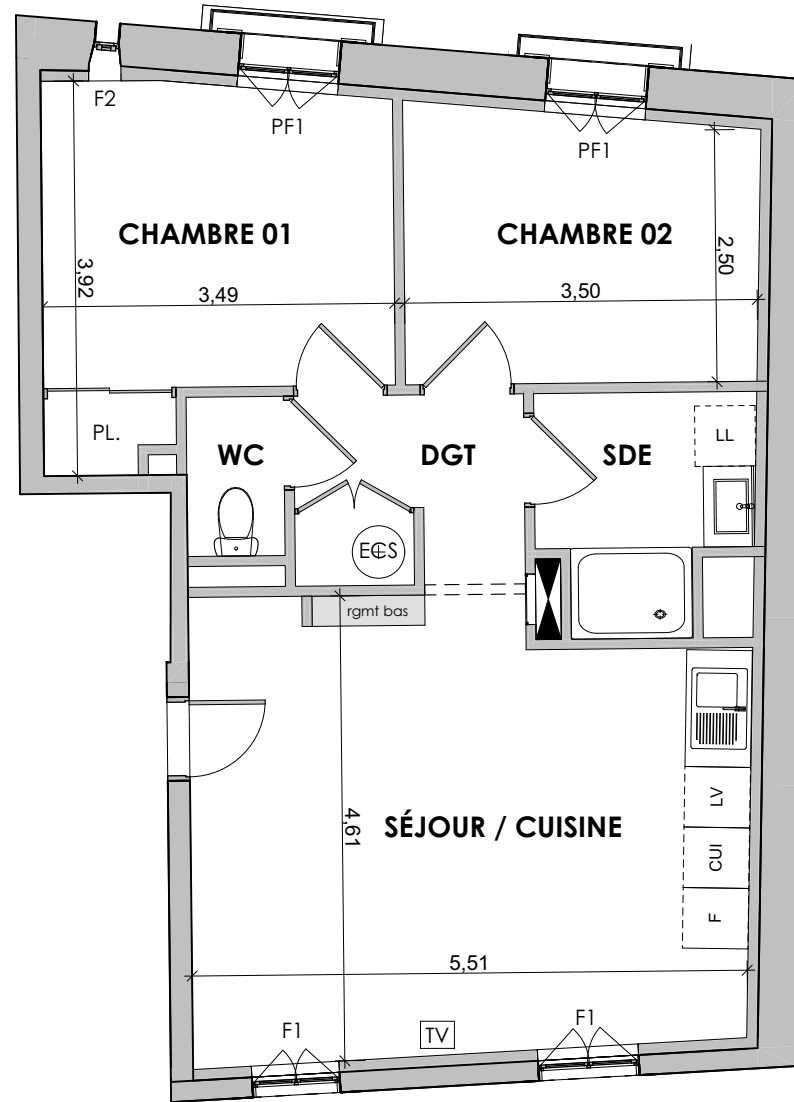 F2
PF1
PF1
CHAMBRE 01
CHAMBRE 02
3,92
3,49
3,50
2,50
PL.
WC
DGT
SDE
LL
ECS
rgmt bas
4,61
SÉJOUR / CUISINE
LV
CUI
F
5,51
F1
TV
F1